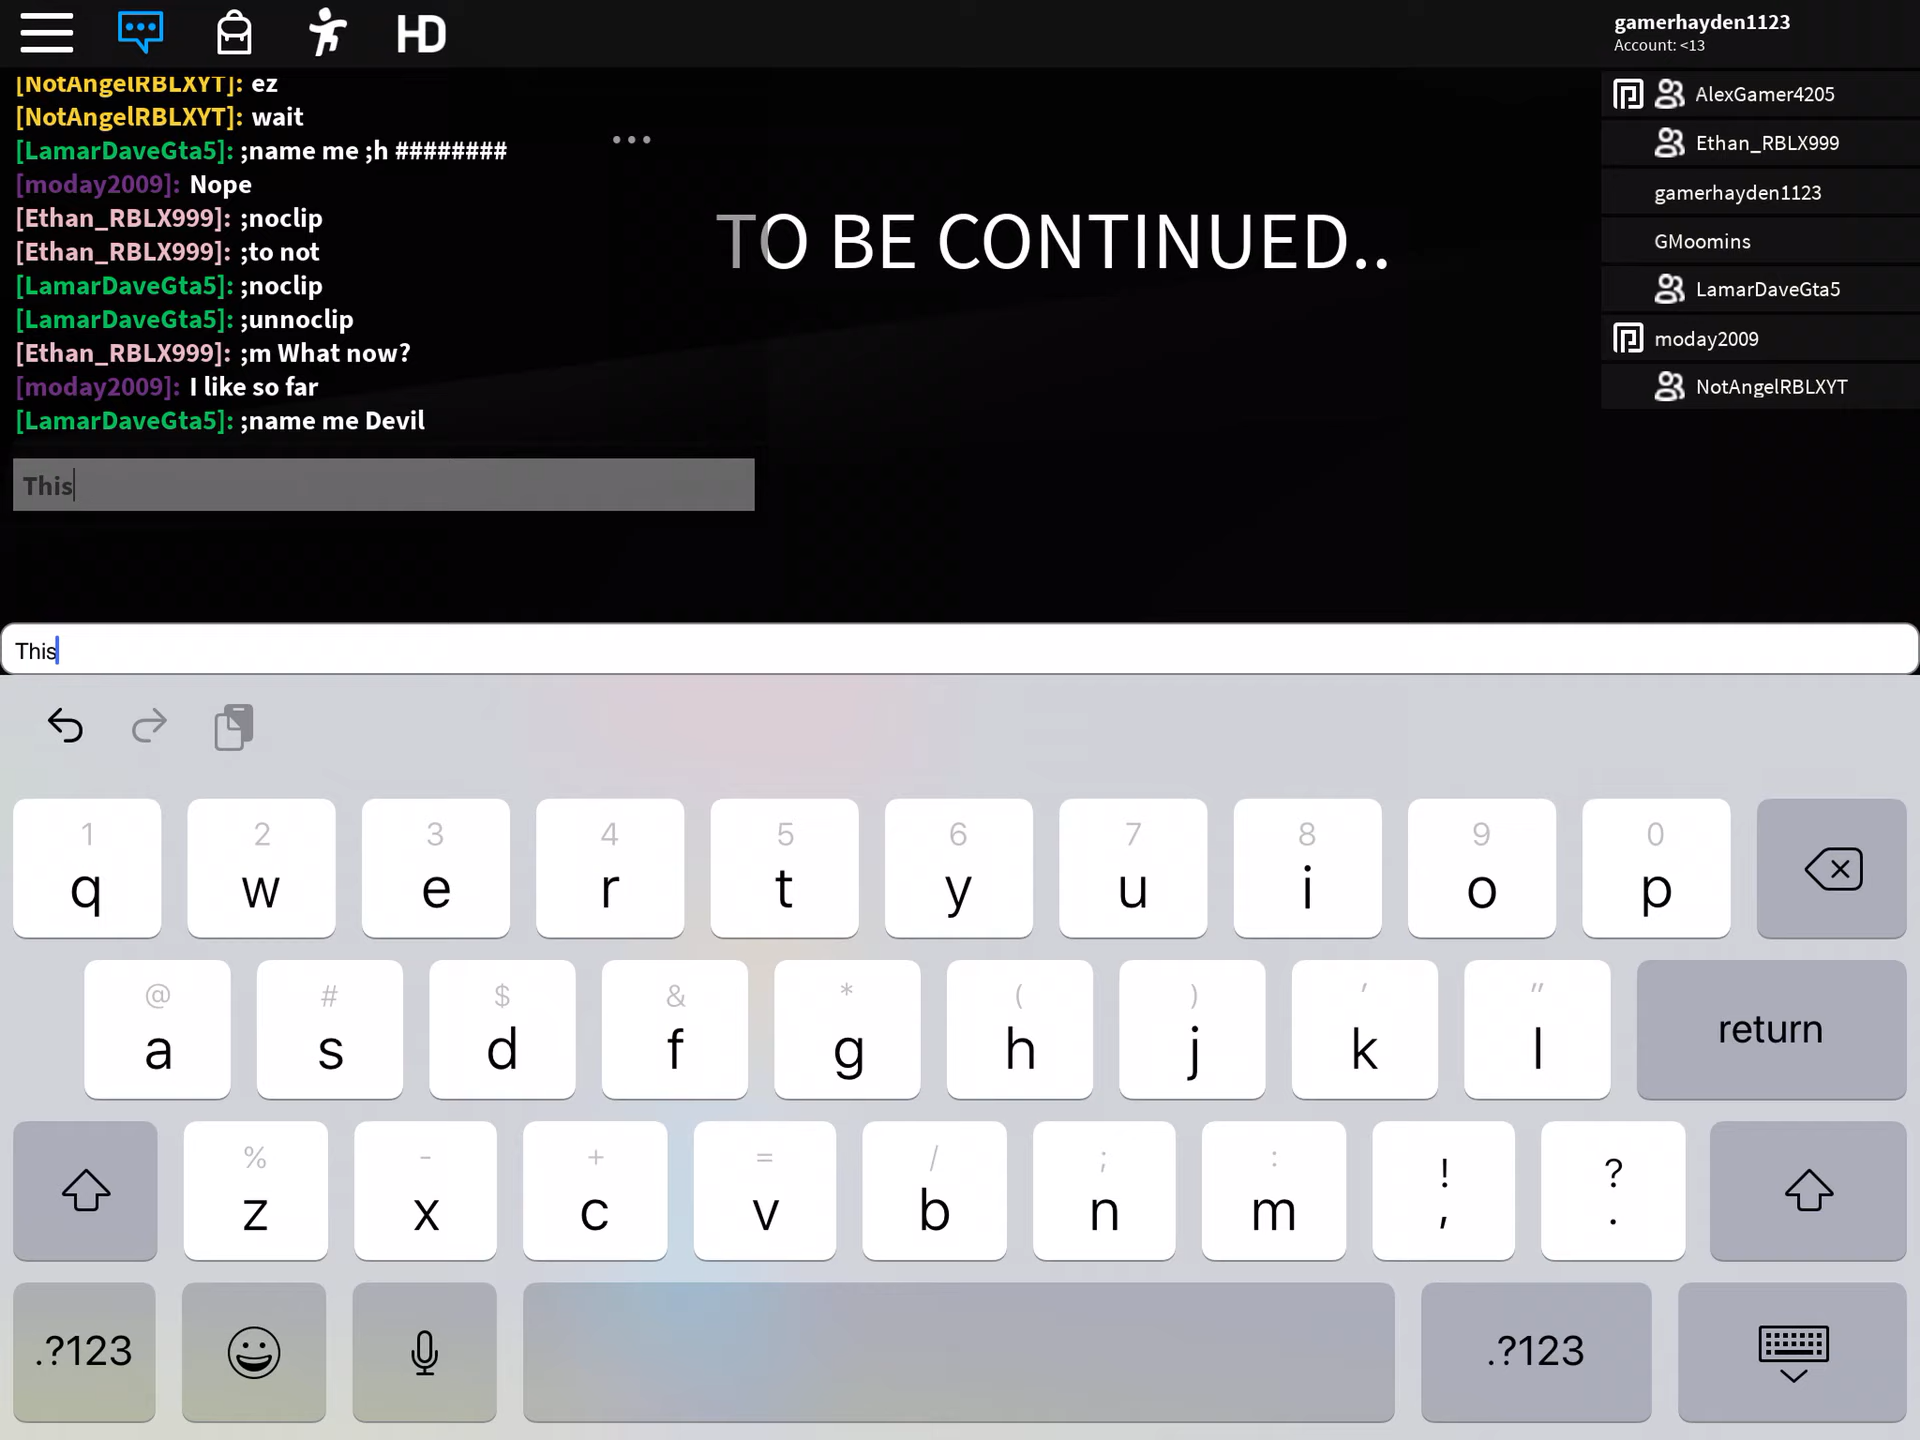 HD
gamerhayden1123
Account: <13
[NotAngelRBLXYT]: ez
[NotAngelRBLXYT]: wait
[LamarDaveGta5]: ;name me ;h ########
[moday2009]: Nope
[Ethan_RBLX999]: ;noclip
[Ethan_RBLX999]: ;to not
[LamarDaveGta5]: ;noclip
[LamarDaveGta5]: ;unnoclip
[Ethan_RBLX999]: ;m What now?
[moday2009]: I like so far
[LamarDaveGta5]: ;name me Devil
This
TO BE CONTINUED..
AlexGamer4205
Ethan_RBLX999
gamerhayden1123
GMoomins
LamarDaveGta5
moday2009
NotAngelRBLXYT
This
1 2 3 4 5 6 7 8 9 0
q w e r t y u i o p
@ # $ & * ( ) ' "
a s d f g h j k l return
% - + = / ; : ! ?
z x c v b n m , .
.?123 .?123